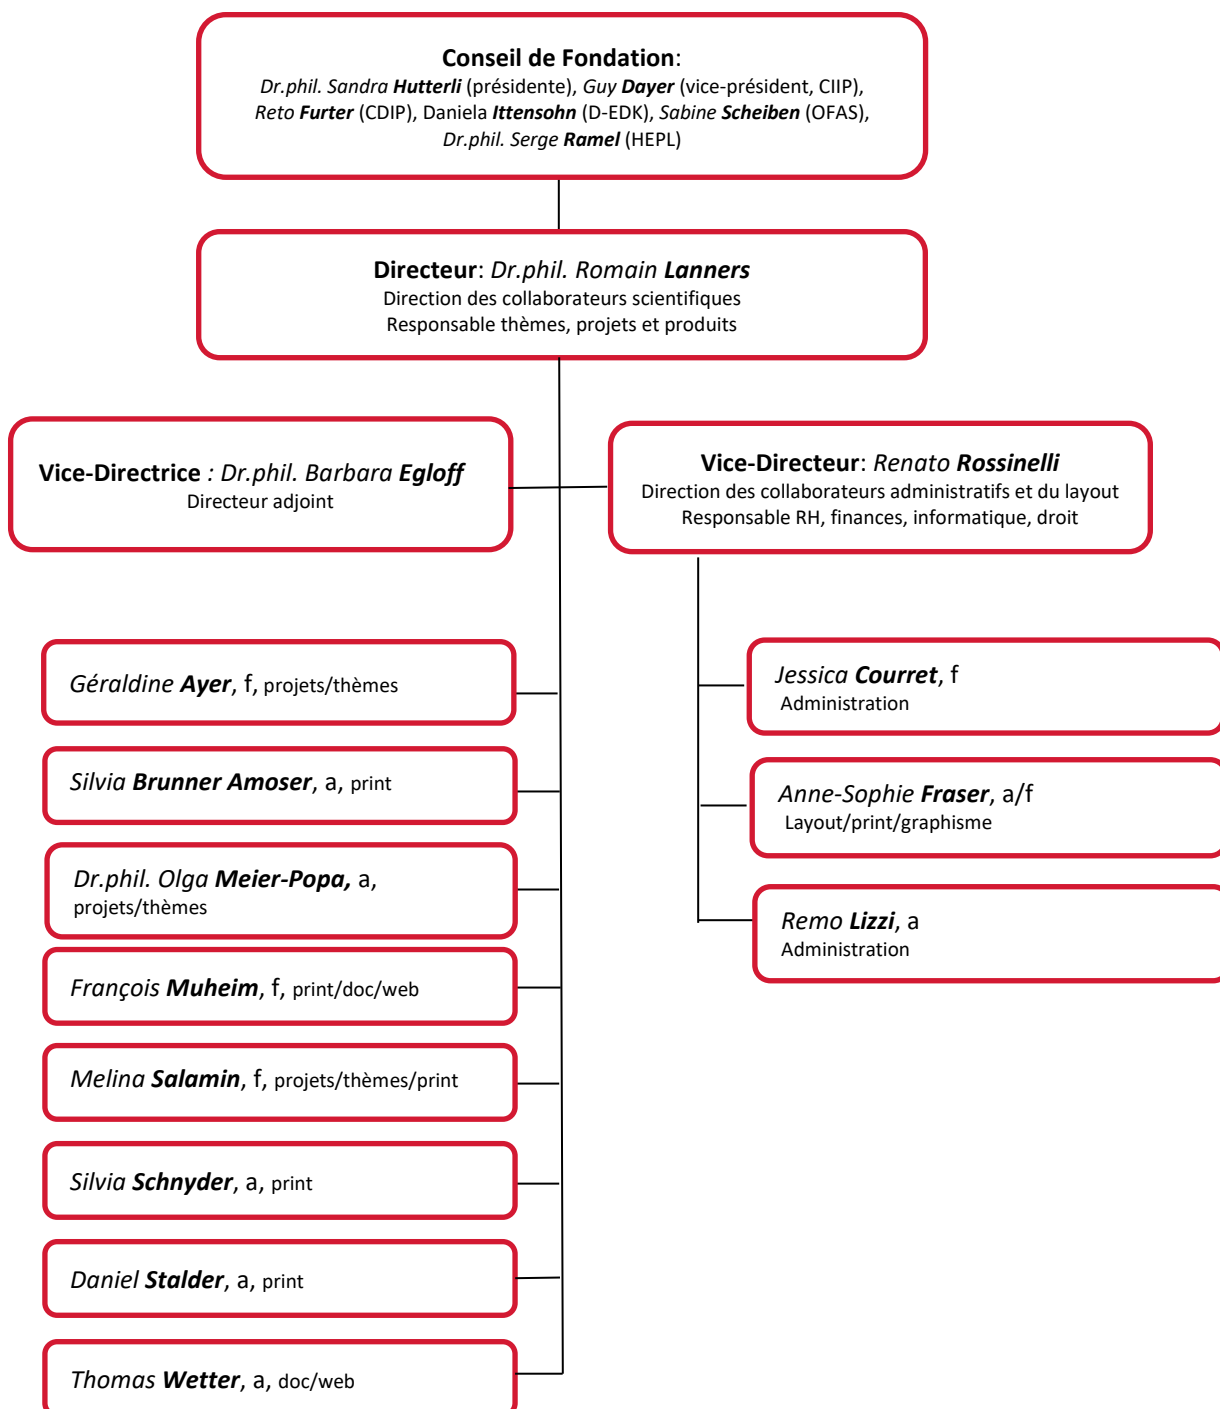 Conseil de Fondation:
Dr.phil. Sandra Hutterli (présidente), Guy Dayer (vice-président, CIIP),
Reto Furter (CDIP), Daniela Ittensohn (D-EDK), Sabine Scheiben (OFAS),
Dr.phil. Serge Ramel (HEPL)
Directeur: Dr.phil. Romain Lanners
Direction des collaborateurs scientifiques
Responsable thèmes, projets et produits
Vice-Directrice : Dr.phil. Barbara Egloff
Directeur adjoint
Vice-Directeur: Renato Rossinelli
Direction des collaborateurs administratifs et du layout
Responsable RH, finances, informatique, droit
Géraldine Ayer, f, projets/thèmes
Silvia Brunner Amoser, a, print
Dr.phil. Olga Meier-Popa, a,
projets/thèmes
François Muheim, f, print/doc/web
Melina Salamin, f, projets/thèmes/print
Silvia Schnyder, a, print
Daniel Stalder, a, print
Thomas Wetter, a, doc/web
Jessica Courret, f
Administration
Anne-Sophie Fraser, a/f
Layout/print/graphisme
Remo Lizzi, a
Administration